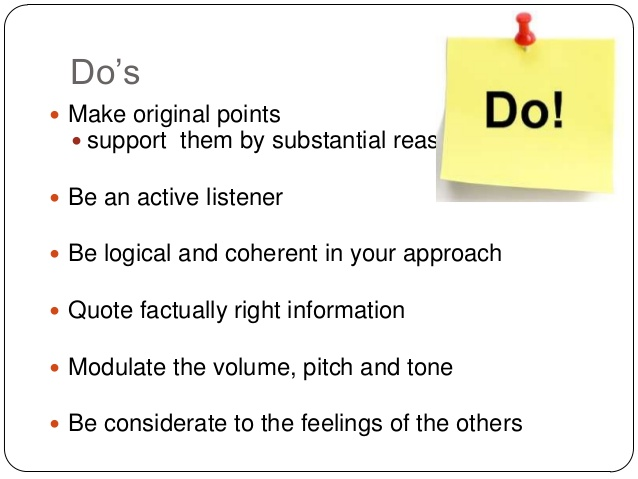 Do's
Do!
Make original points
support them by substantial
Be an active listener
Be logical and coherent in your approach
Quote factually right information
Modulate the volume, pitch and tone
Be considerate to the feelings of the others